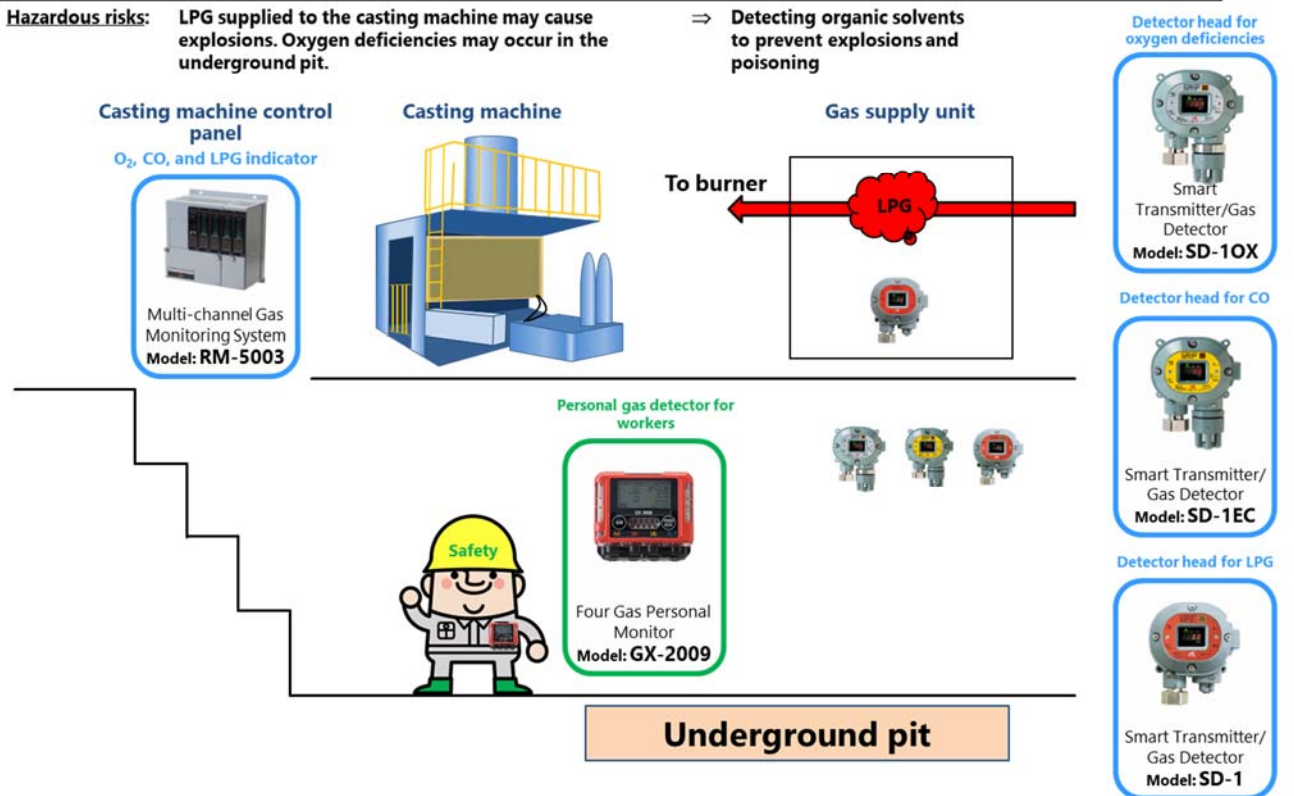 Hazardous risks:
LPG supplied to the casting machine may cause
explosions. Oxygen deficiencies may occur in the
underground pit.
⇒ Detecting organic solvents
to prevent explosions and
poisoning
Casting machine control
panel
O₂, CO, and LPG indicator
Multi-channel Gas
Monitoring System
Model: RM-5003
Casting machine
Gas supply unit
To burner
LPG
Personal gas detector for
workers
Four Gas Personal
Monitor
Model: GX-2009
Safety
Underground pit
Detector head for
oxygen deficiencies
Smart
Transmitter/Gas
Detector
Model: SD-1OX
Detector head for CO
Smart Transmitter/
Gas Detector
Model: SD-1EC
Detector head for LPG
Smart Transmitter/
Gas Detector
Model: SD-1